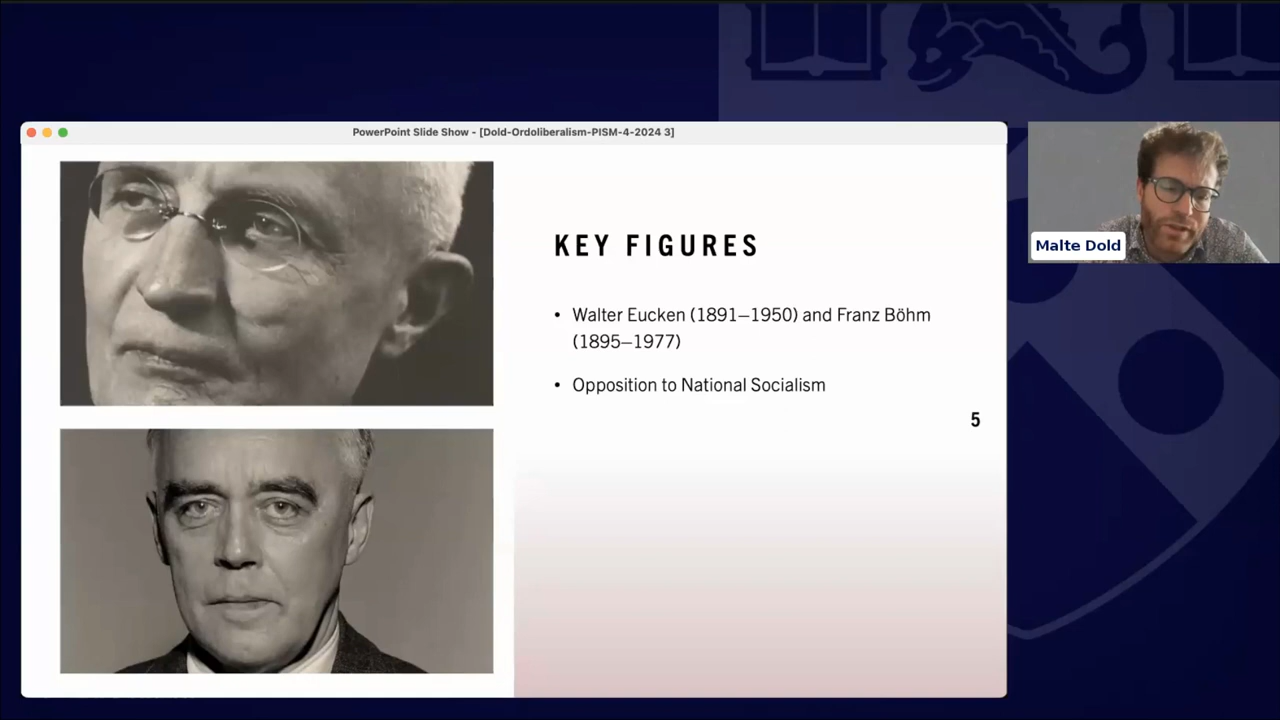 PowerPoint Slide Show - [Dold-Ordoliberalism-PISM-4-2024 3]
KEY FIGURES
• Walter Eucken (1891–1950) and Franz Böhm
(1895–1977)
• Opposition to National Socialism
5
Malte Dold